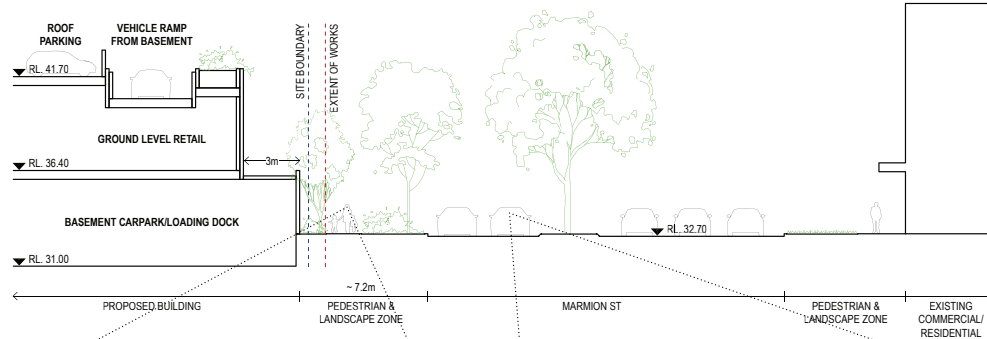 ROOF
PARKING
VEHICLE RAMP
FROM BASEMENT
RL. 41.70
SITE BOUNDARY
EXTENT OF WORKS
GROUND LEVEL RETAIL
3m
RL. 36.40
BASEMENT CARPARK/LOADING DOCK
RL. 32.70
RL. 31.00
~ 7.2m
PROPOSED BUILDING
PEDESTRIAN &
LANDSCAPE ZONE
MARMION ST
PEDESTRIAN &
LANDSCAPE ZONE
EXISTING
COMMERCIAL/
RESIDENTIAL